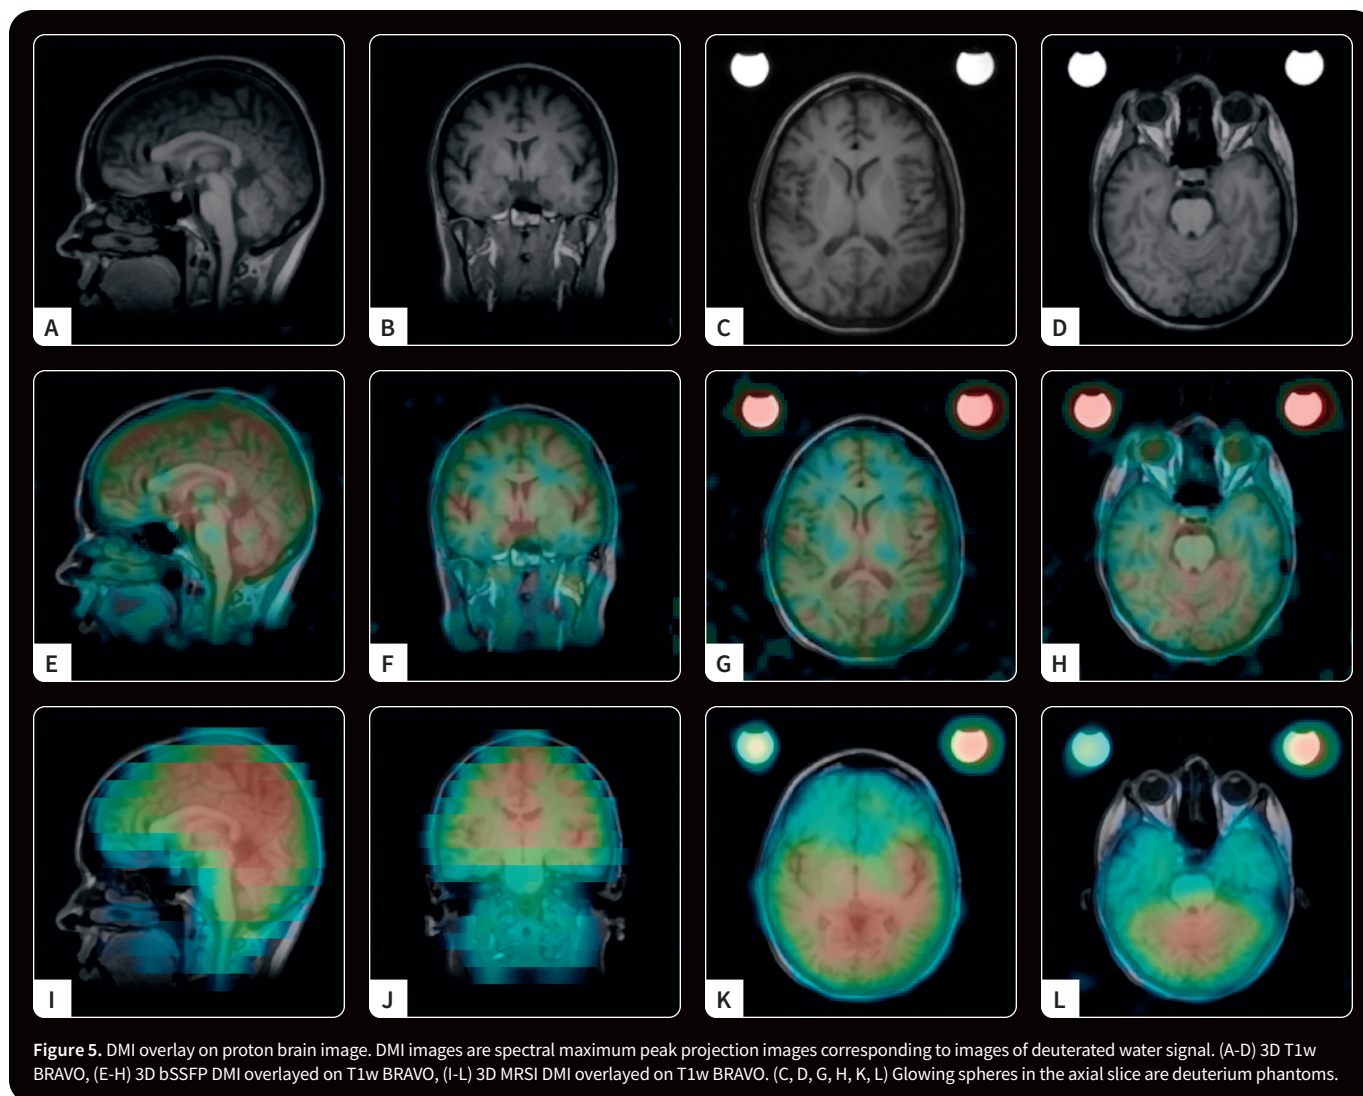 A
B
C
D
E
F
G
H
I
J
K
L
Figure 5. DMI overlay on proton brain image. DMI images are spectral maximum peak projection images corresponding to images of deuterated water signal. (A-D) 3D T1w
BRAVO, (E-H) 3D bSSFP DMI overlayed on T1w BRAVO, (I-L) 3D MRSI DMI overlayed on T1w BRAVO. (C, D, G, H, K, L) Glowing spheres in the axial slice are deuterium phantoms.